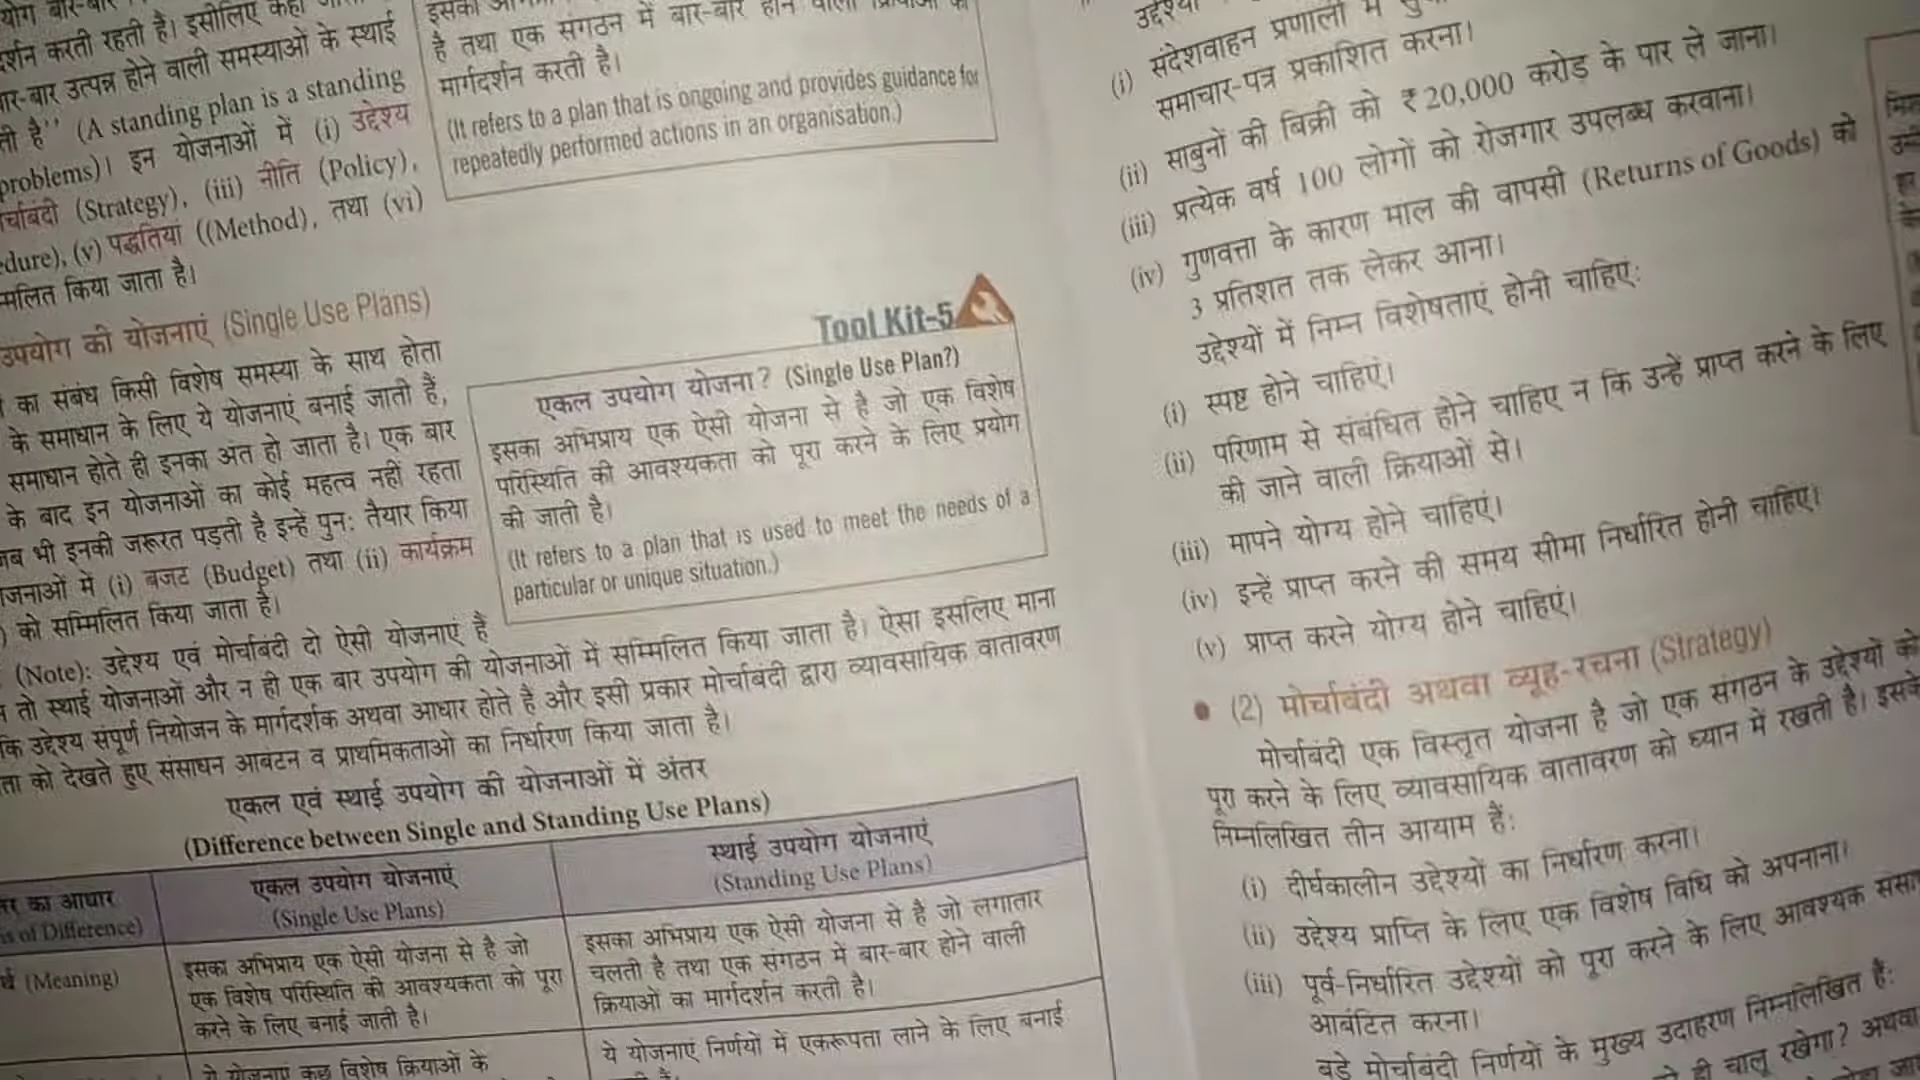 योग बार-बार
दर्शन करती रहती है। इसीलिए कहा
बार-बार उत्पन्न होने वाली समस्याओं के स्थाई
ती है'' (A standing plan is a standing
problems)। इन योजनाओं में (i) उद्देश्य
र्चाबंदी (Strategy), (iii) नीति (Policy),
edure), (v) पद्धतियां ((Method), तथा (vi)
म्मलित किया जाता है।
इसका
है तथा एक संगठन में बार-बार होने वाली क्रियाओं का
मार्गदर्शन करती है।
(It refers to a plan that is ongoing and provides guidance for
repeatedly performed actions in an organisation.)
उपयोग की योजनाएं (Single Use Plans)
का संबंध किसी विशेष समस्या के साथ होता
के समाधान के लिए ये योजनाएं बनाई जाती हैं,
समाधान होते ही इनका अंत हो जाता है। एक बार
के बाद इन योजनाओं का कोई महत्व नहीं रहता
जब भी इनकी जरूरत पड़ती है इन्हें पुन: तैयार किया
ोजनाओं में (i) बजट (Budget) तथा (ii) कार्यक्रम
) को सम्मिलित किया जाता है।
Tool Kit-5
एकल उपयोग योजना? (Single Use Plan?)
इसका अभिप्राय एक ऐसी योजना से है जो एक विशेष
परिस्थिति की आवश्यकता को पूरा करने के लिए प्रयोग
की जाती है।
(It refers to a plan that is used to meet the needs of a
particular or unique situation.)
(Note): उद्देश्य एवं मोर्चाबंदी दो ऐसी योजनाएं हैं
तो स्थाई योजनाओं और न ही एक बार उपयोग की योजनाओं में सम्मिलित किया जाता है। ऐसा इसलिए माना
कि उद्देश्य संपूर्ण नियोजन के मार्गदर्शक अथवा आधार होते हैं और इसी प्रकार मोर्चाबंदी द्वारा व्यावसायिक वातावरण
ता को देखते हुए संसाधन आबंटन व प्राथमिकताओं का निर्धारण किया जाता है।
एकल एवं स्थाई उपयोग की योजनाओं में अंतर
(Difference between Single and Standing Use Plans)
तर का आधार
is of Difference)
एकल उपयोग योजनाएं
(Single Use Plans)
स्थाई उपयोग योजनाएं
(Standing Use Plans)
र्थ (Meaning)
इसका अभिप्राय एक ऐसी योजना से है जो
एक विशेष परिस्थिति की आवश्यकता को पूरा
करने के लिए बनाई जाती है।
इसका अभिप्राय एक ऐसी योजना से है जो लगातार
चलती है तथा एक संगठन में बार-बार होने वाली
क्रियाओं का मार्गदर्शन करती है।
ये योजनाएं कुछ विशेष क्रियाओं के
ये योजनाएं निर्णयों में एकरूपता लाने के लिए बनाई
उद्देश्यों
(i) संदेशवाहन प्रणाली में
समाचार-पत्र प्रकाशित करना।
(ii) साबुनों की बिक्री को ₹ 20,000 करोड़ के पार ले जाना।
(iii) प्रत्येक वर्ष 100 लोगों को रोजगार उपलब्ध करवाना।
(iv) गुणवत्ता के कारण माल की वापसी (Returns of Goods) को
3 प्रतिशत तक लेकर आना।
उद्देश्यों में निम्न विशेषताएं होनी चाहिएं:
(i) स्पष्ट होने चाहिएं।
(ii) परिणाम से संबंधित होने चाहिए न कि उन्हें प्राप्त करने के लिए
की जाने वाली क्रियाओं से।
(iii) मापने योग्य होने चाहिएं।
(iv) इन्हें प्राप्त करने की समय सीमा निर्धारित होनी चाहिए।
(v) प्राप्त करने योग्य होने चाहिएं।
• (2) मोर्चाबंदी अथवा व्यूह-रचना (Strategy)
मोर्चाबंदी एक विस्तृत योजना है जो एक संगठन के उद्देश्यों को
पूरा करने के लिए व्यावसायिक वातावरण को ध्यान में रखती है। इसके
निम्नलिखित तीन आयाम हैं:
(i) दीर्घकालीन उद्देश्यों का निर्धारण करना।
(ii) उद्देश्य प्राप्ति के लिए एक विशेष विधि को अपनाना।
(iii) पूर्व-निर्धारित उद्देश्यों को पूरा करने के लिए आवश्यक संसा
आबंटित करना।
बड़े मोर्चाबंदी निर्णयों के मुख्य उदाहरण निम्नलिखित हैं:
ही चालू रखेगा? अथवा